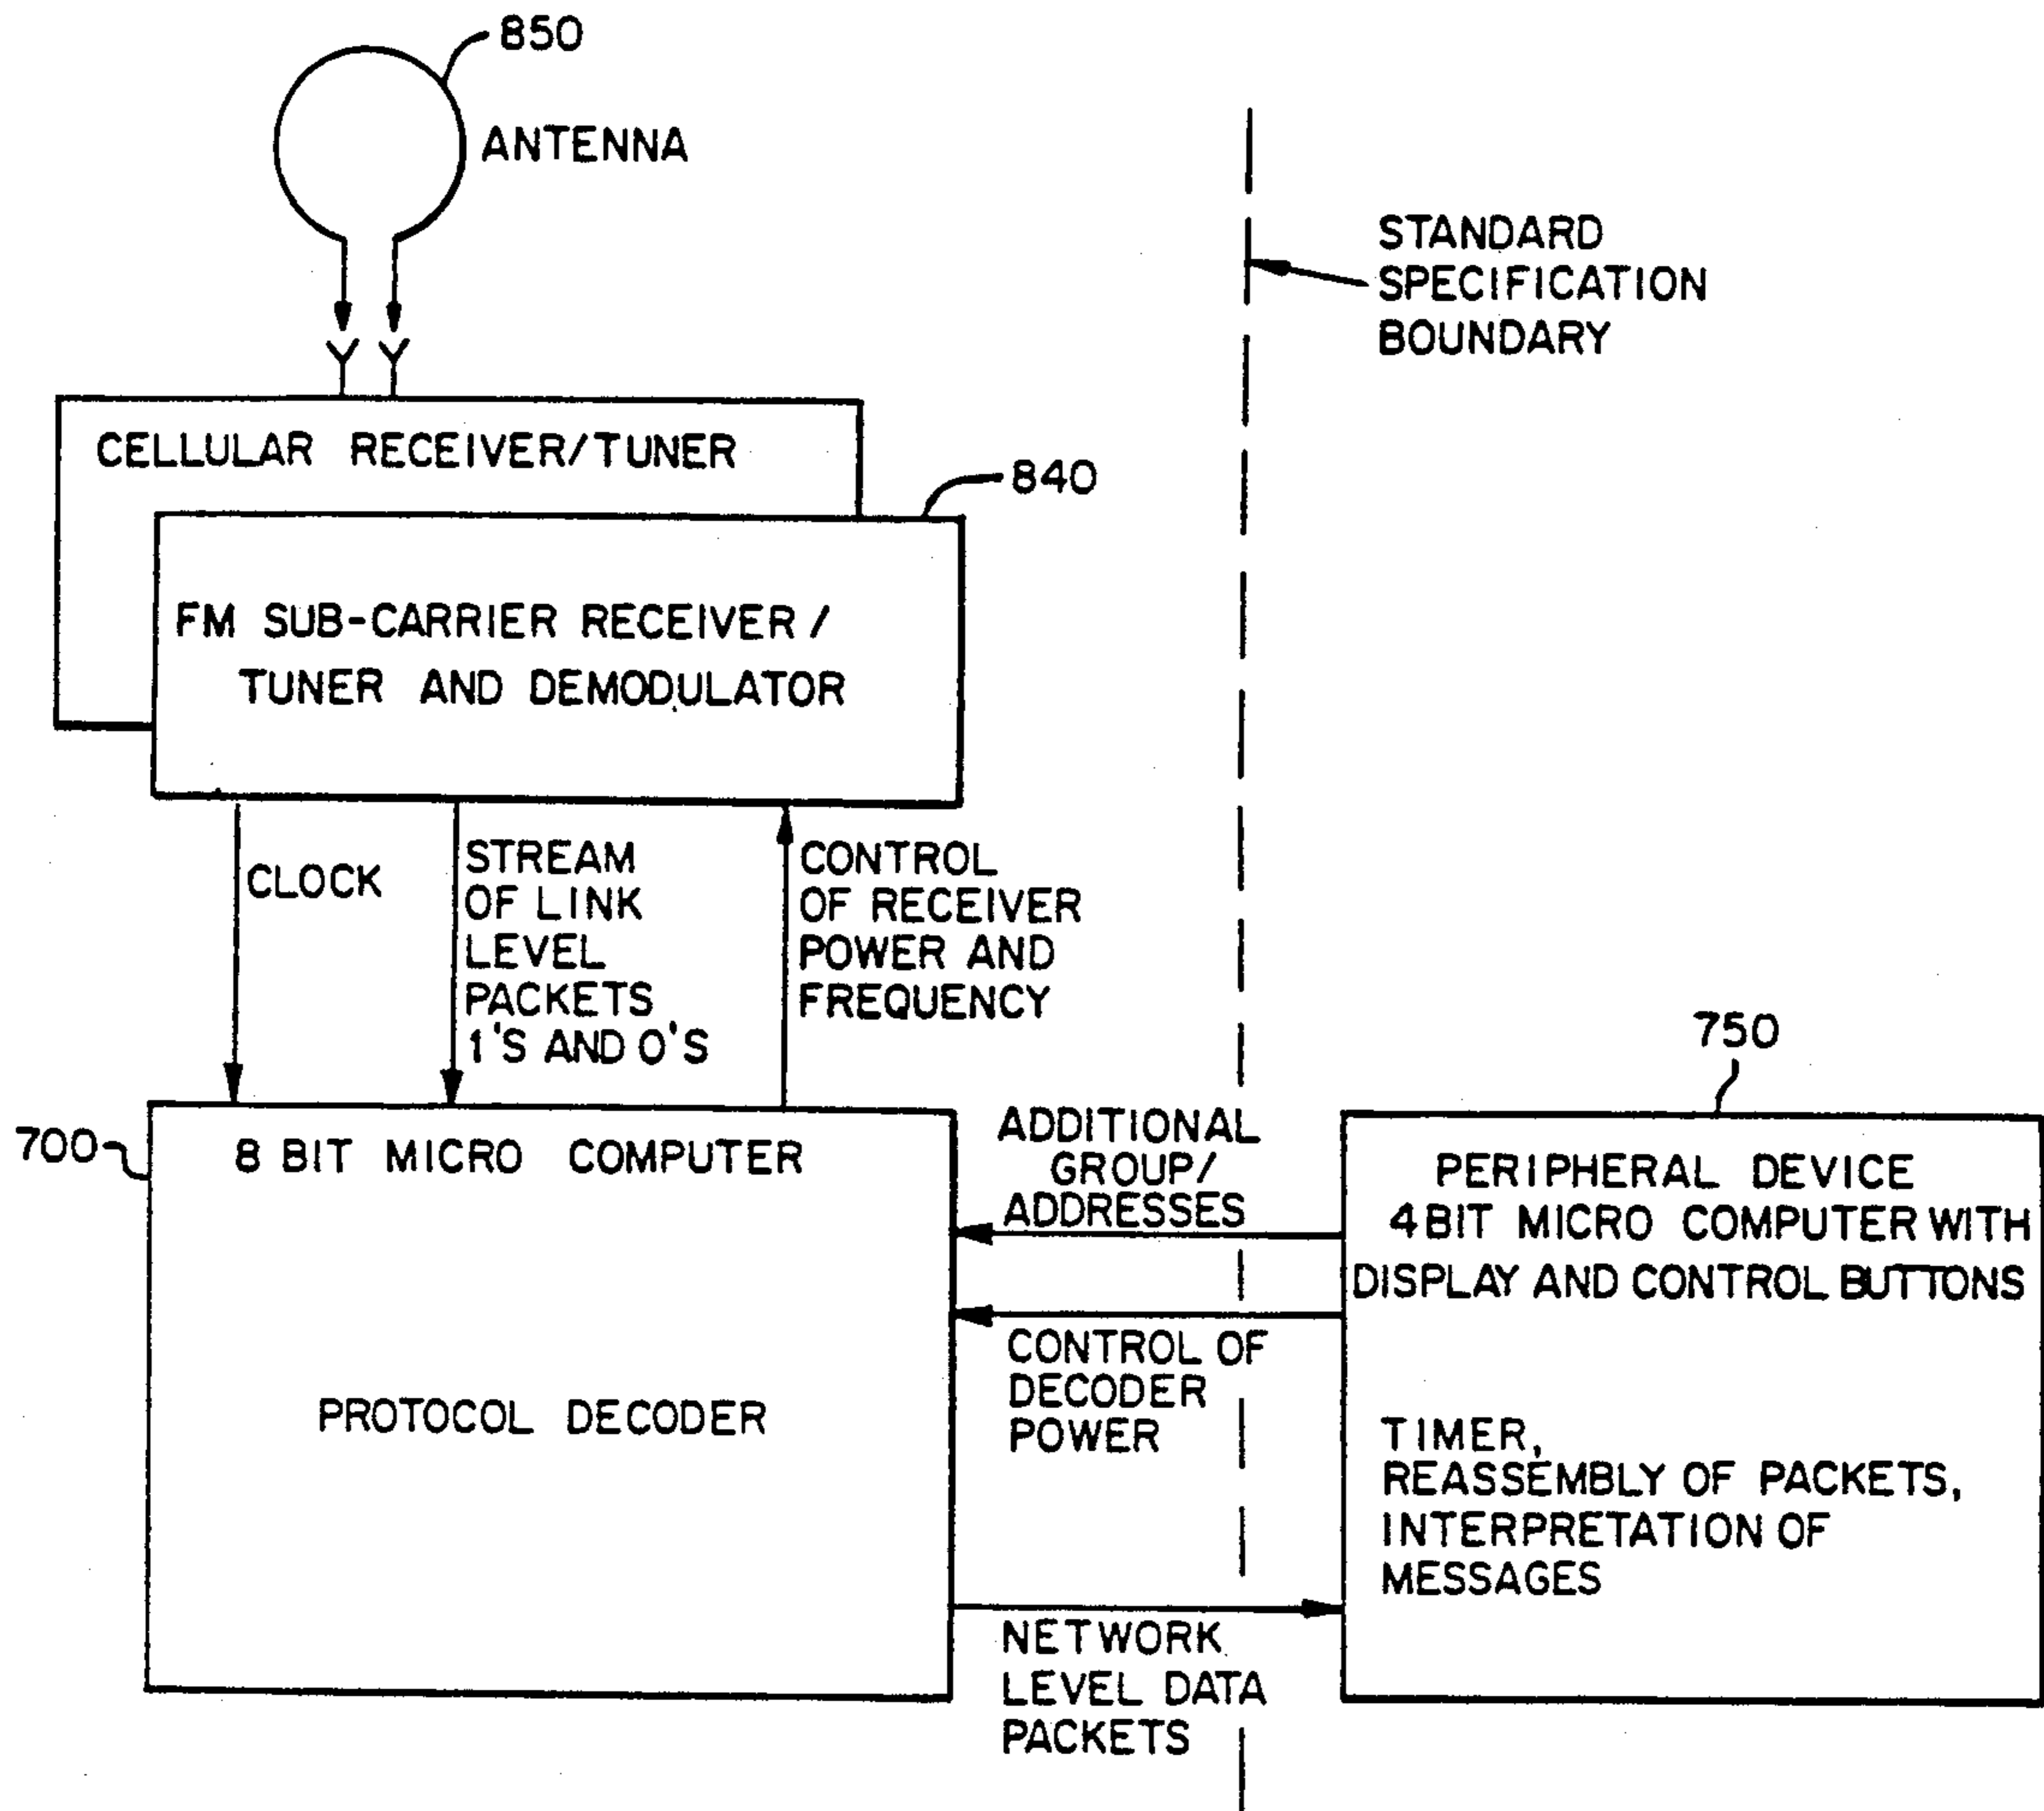 850
ANTENNA
STANDARD
SPECIFICATION
BOUNDARY
CELLULAR RECEIVER/TUNER
840
FM SUB-CARRIER RECEIVER /
TUNER AND DEMODULATOR
CLOCK
STREAM
OF LINK
LEVEL
PACKETS
1'S AND 0'S
CONTROL
OF RECEIVER
POWER AND
FREQUENCY
700
8 BIT MICRO COMPUTER
PROTOCOL DECODER
ADDITIONAL
GROUP/
ADDRESSES
CONTROL OF
DECODER
POWER
NETWORK
LEVEL DATA
PACKETS
750
PERIPHERAL DEVICE
4 BIT MICRO COMPUTER WITH
DISPLAY AND CONTROL BUTTONS
TIMER,
REASSEMBLY OF PACKETS,
INTERPRETATION OF
MESSAGES